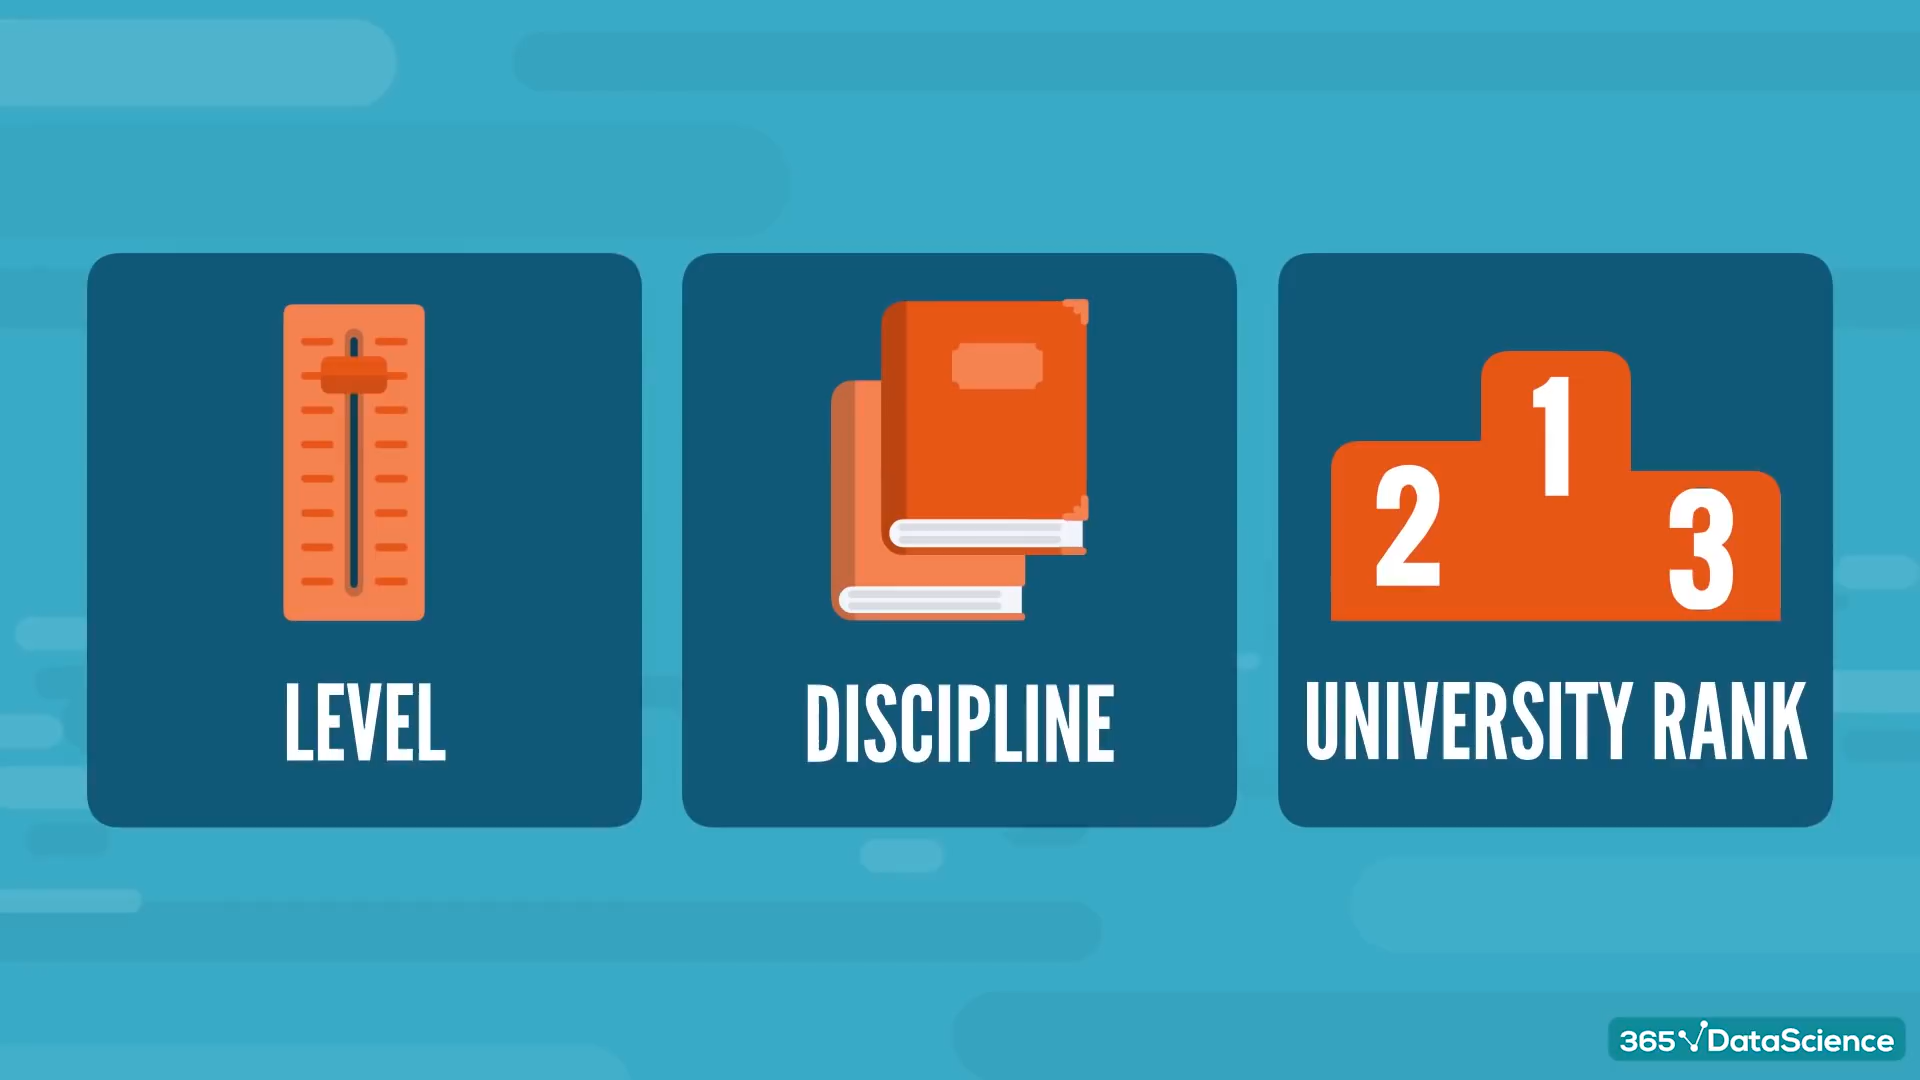 2 1 3
LEVEL
DISCIPLINE
UNIVERSITY RANK
365 DataScience